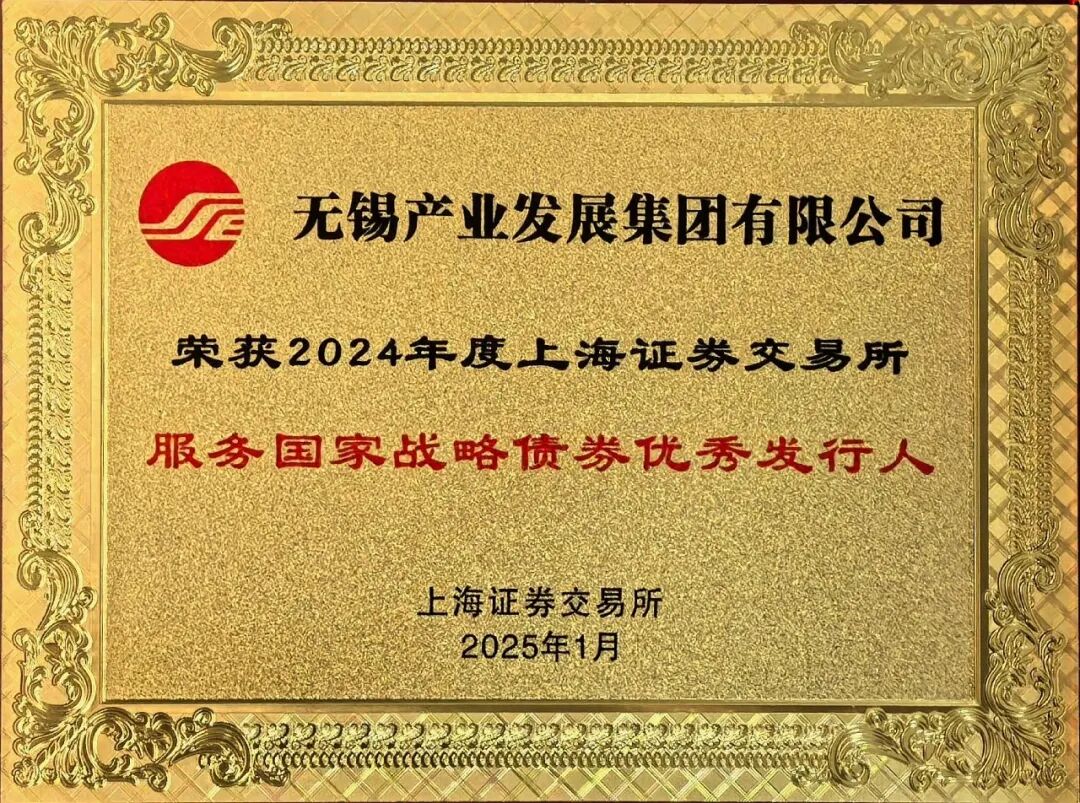 无锡产业发展集团有限公司
荣获2024年度上海证券交易所
服务国家战略债券优秀发行人
上海证券交易所
2025年1月